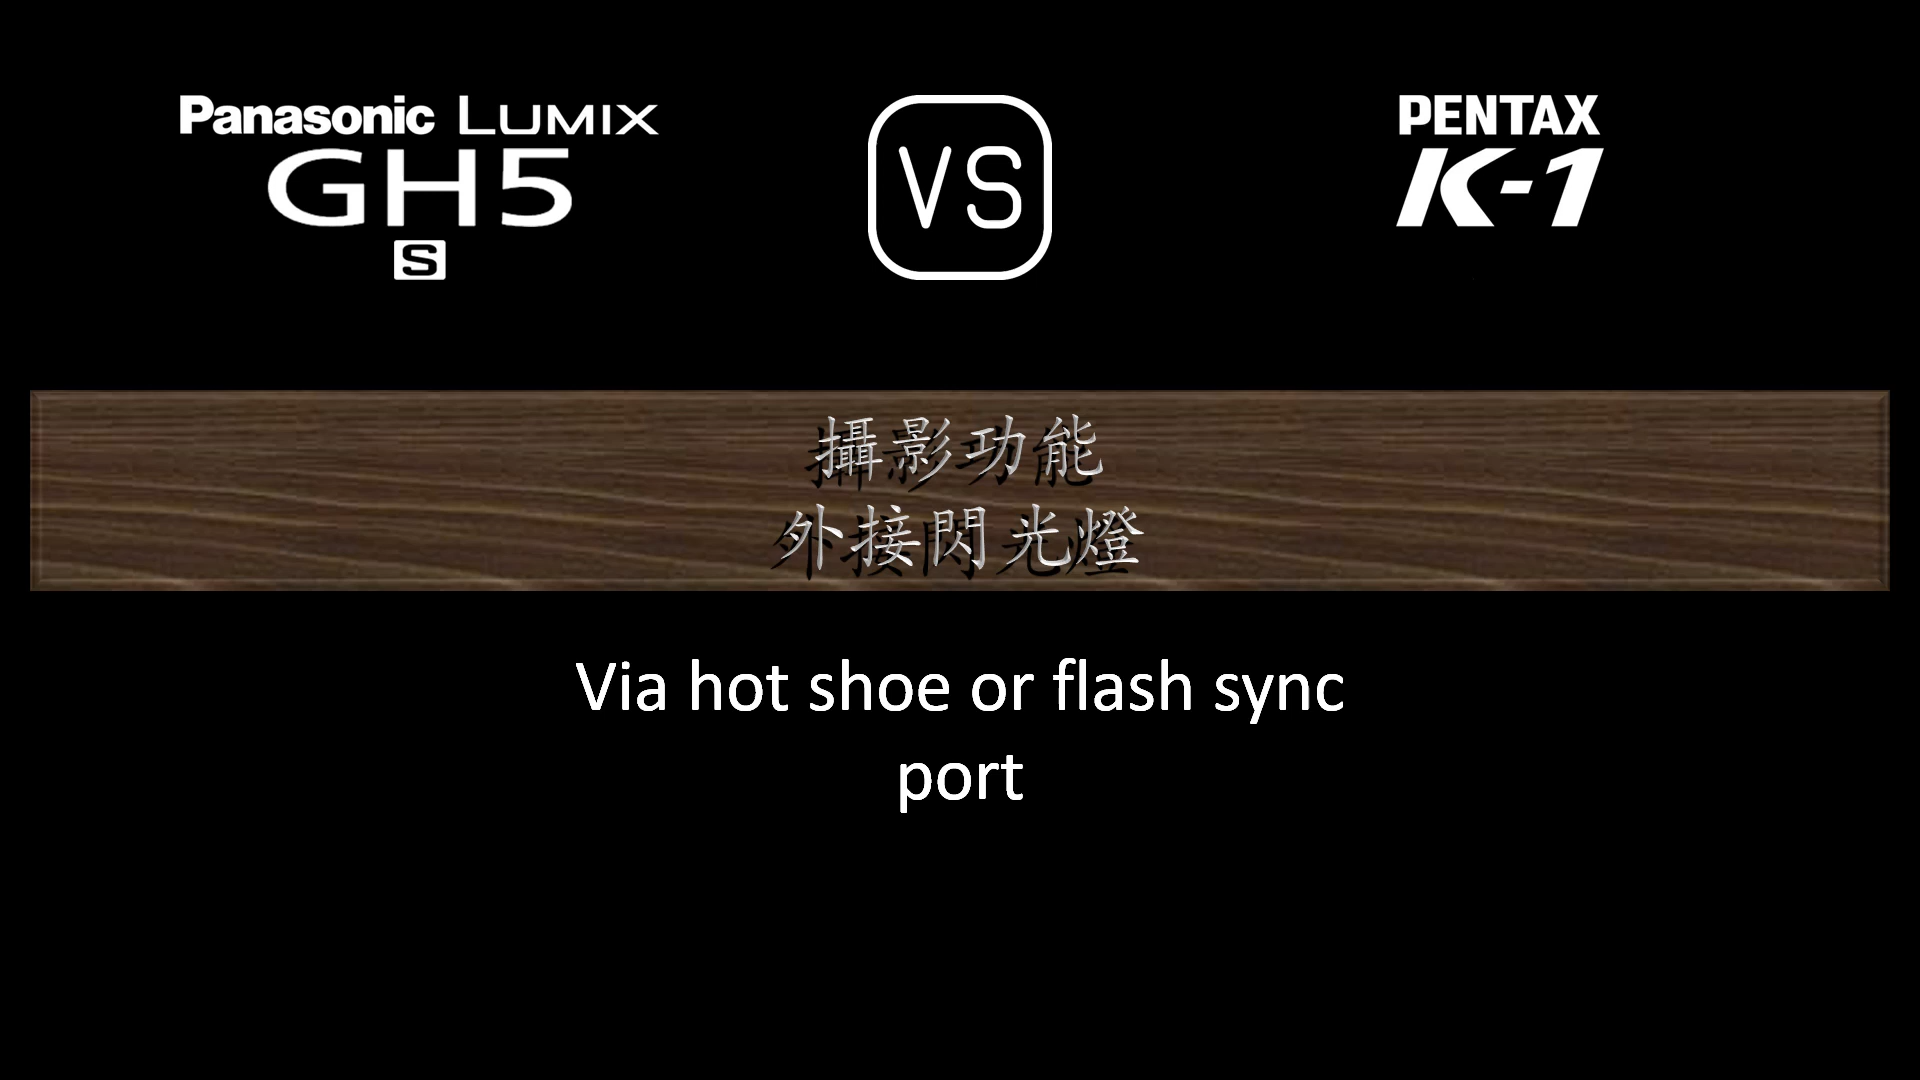 Panasonic LUMIX
GH5
S
VS
PENTAX
K-1
攝影功能
外接閃光燈
Via hot shoe or flash sync
port